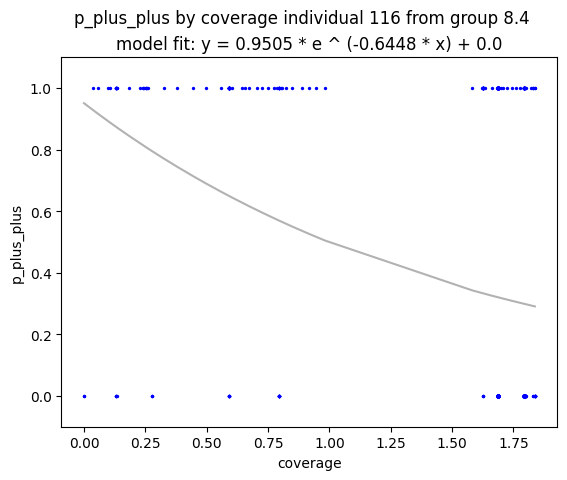 p_plus_plus by coverage individual 116 from group 8.4
model fit: y = 0.9505 * e ^ (-0.6448 * x) + 0.0
1.0
0.8
0.6
0.4
0.2
0.0
p_plus_plus
0.00 0.25 0.50 0.75 1.00 1.25 1.50 1.75
coverage